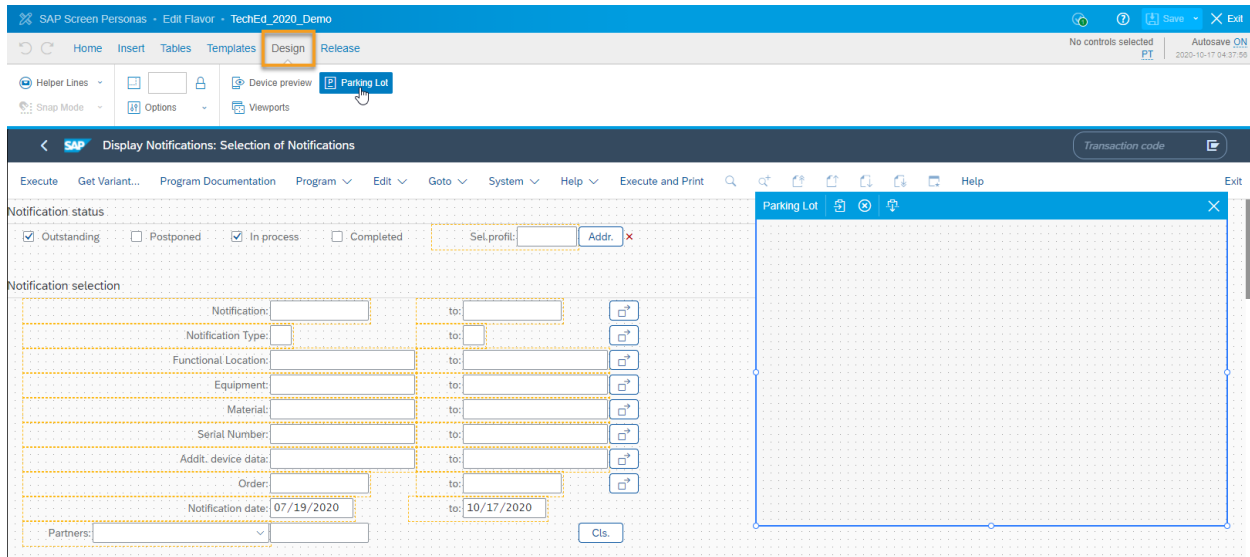 SAP Screen Personas - Edit Flavor - TechEd_2020_Demo Save Exit
Home Insert Tables Templates Design Release No controls selected Autosave ON
PT 2020-10-17 04:37:56
Helper Lines Device preview Parking Lot
Snap Mode Options Viewports
SAP Display Notifications: Selection of Notifications Transaction code
Execute Get Variant... Program Documentation Program Edit Goto System Help Execute and Print Help Exit
Notification status
Parking Lot
Outstanding Postponed In process Completed Sel.profil: Addr.
Notification selection
Notification: to:
Notification Type: to:
Functional Location: to:
Equipment: to:
Material: to:
Serial Number: to:
Addit. device data: to:
Order: to:
Notification date: 07/19/2020 to: 10/17/2020
Partners: Cls.